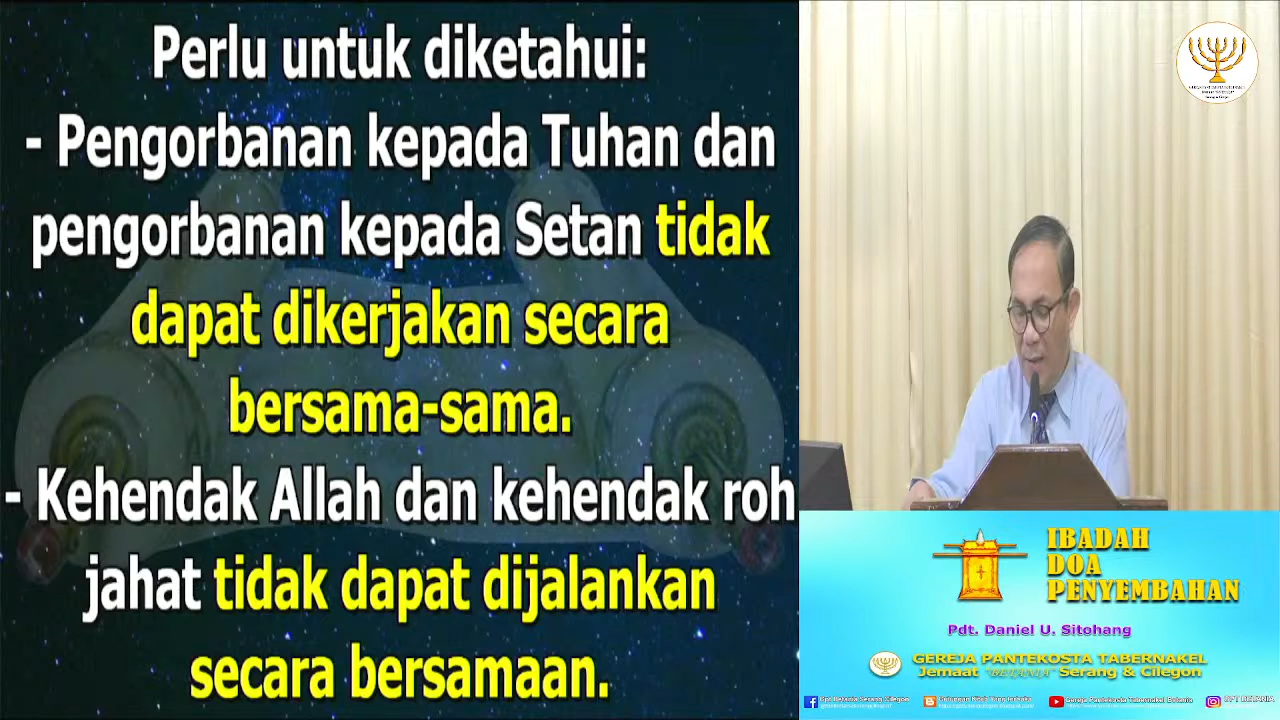 Perlu untuk diketahui:
- Pengorbanan kepada Tuhan dan
pengorbanan kepada Setan tidak
dapat dikerjakan secara
bersama-sama.
- Kehendak Allah dan kehendak roh
jahat tidak dapat dijalankan
secara bersamaan.
IBADAH
DOA
PENYEMBAHAN
Pdt. Daniel U. Sitohang
GEREJA PANTEKOSTA TABERNAKEL
Jemaat "BETANIA" Serang & Cilegon